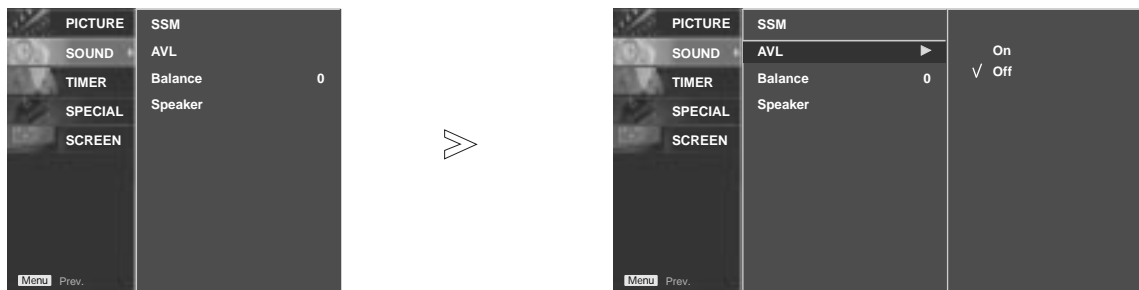 PICTURE SSM
SOUND AVL
TIMER Balance 0
SPECIAL Speaker
SCREEN
Menu Prev.
PICTURE SSM
SOUND AVL On
TIMER Balance 0 √ Off
SPECIAL Speaker
SCREEN
Menu Prev.